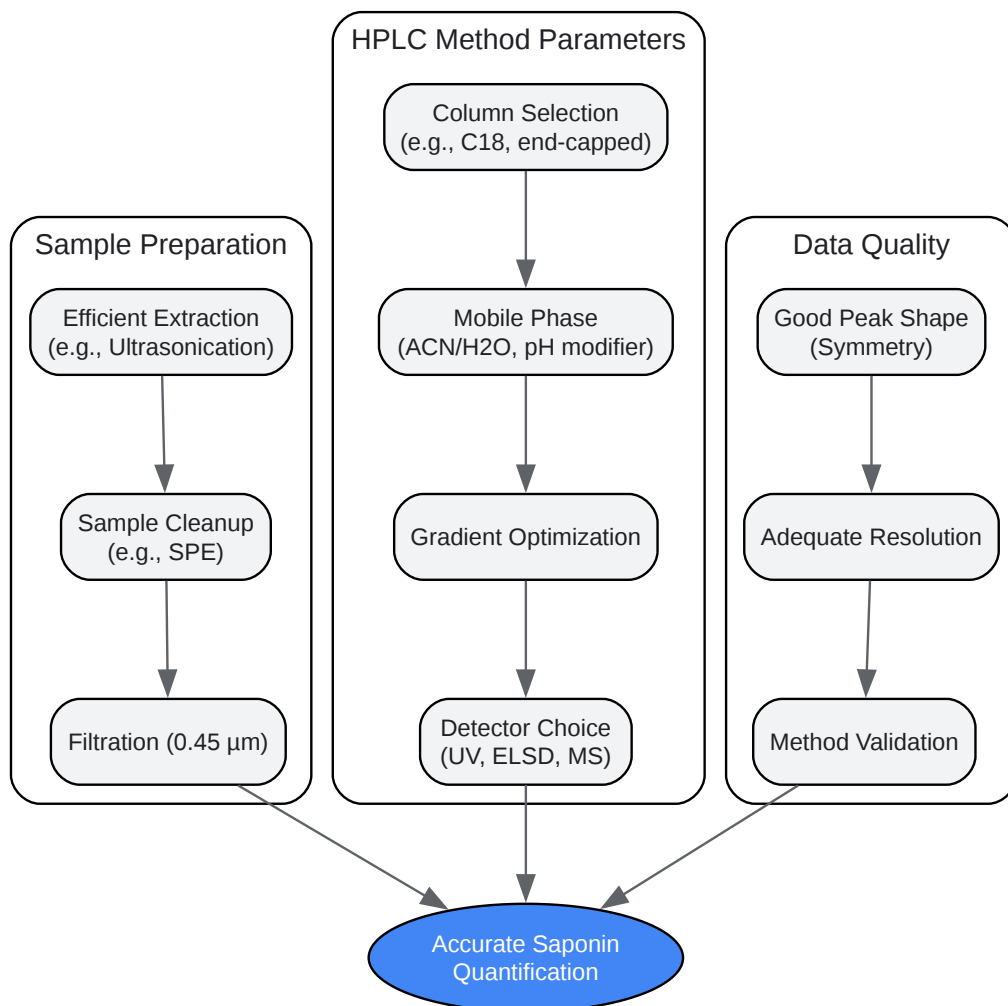 HPLC Method Parameters
Column Selection
(e.g., C18, end-capped)
Mobile Phase
(ACN/H2O, pH modifier)
Gradient Optimization
Detector Choice
(UV, ELSD, MS)
Sample Preparation
Efficient Extraction
(e.g., Ultrasonication)
Sample Cleanup
(e.g., SPE)
Filtration (0.45 µm)
Data Quality
Good Peak Shape
(Symmetry)
Adequate Resolution
Method Validation
Accurate Saponin
Quantification